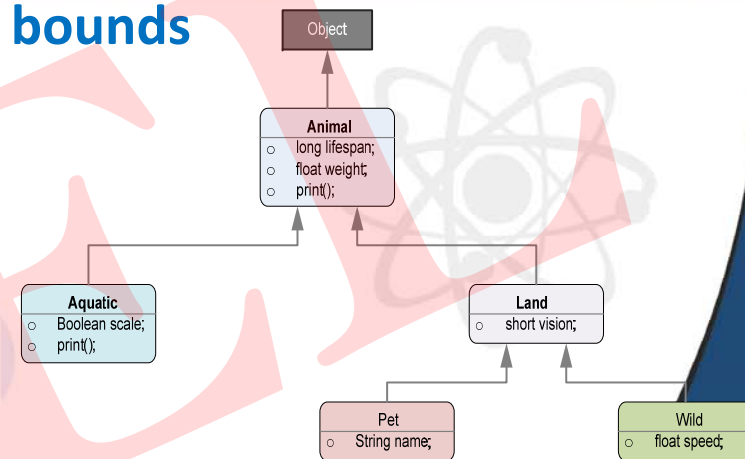 bounds
Object
Animal
○ long lifespan;
○ float weight;
○ print();
Aquatic
○ Boolean scale;
○ print();
Land
○ short vision;
Pet
○ String name;
Wild
○ float speed;